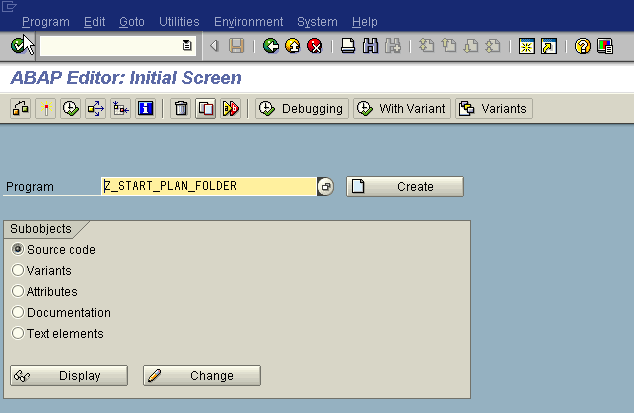 Program Edit Goto Utilities Environment System Help
ABAP Editor: Initial Screen
Debugging With Variant Variants
Program Z_START_PLAN_FOLDER Create
Subobjects
Source code
Variants
Attributes
Documentation
Text elements
Display Change